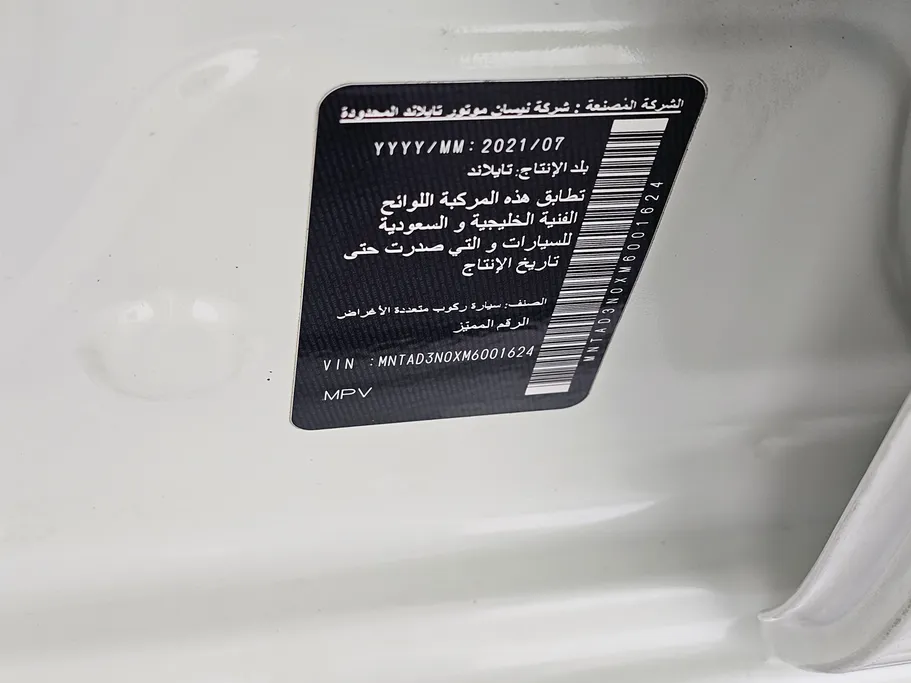 الشركة المصنعة : شركة نيسان موتور تايلاند المحدودة
YYYY/MM: 2021/07
بلد الإنتاج: تايلاند
تطابق هذه المركبة اللوائح
الفنية الخليجية و السعودية
للسيارات و التي صدرت حتى
تاريخ الإنتاج
الصنف: سيارة ركوب متعددة الأغراض
الرقم المميز
VIN :MNTAD3N0XM6001624
MPV
MNTAD3N0XM6001624